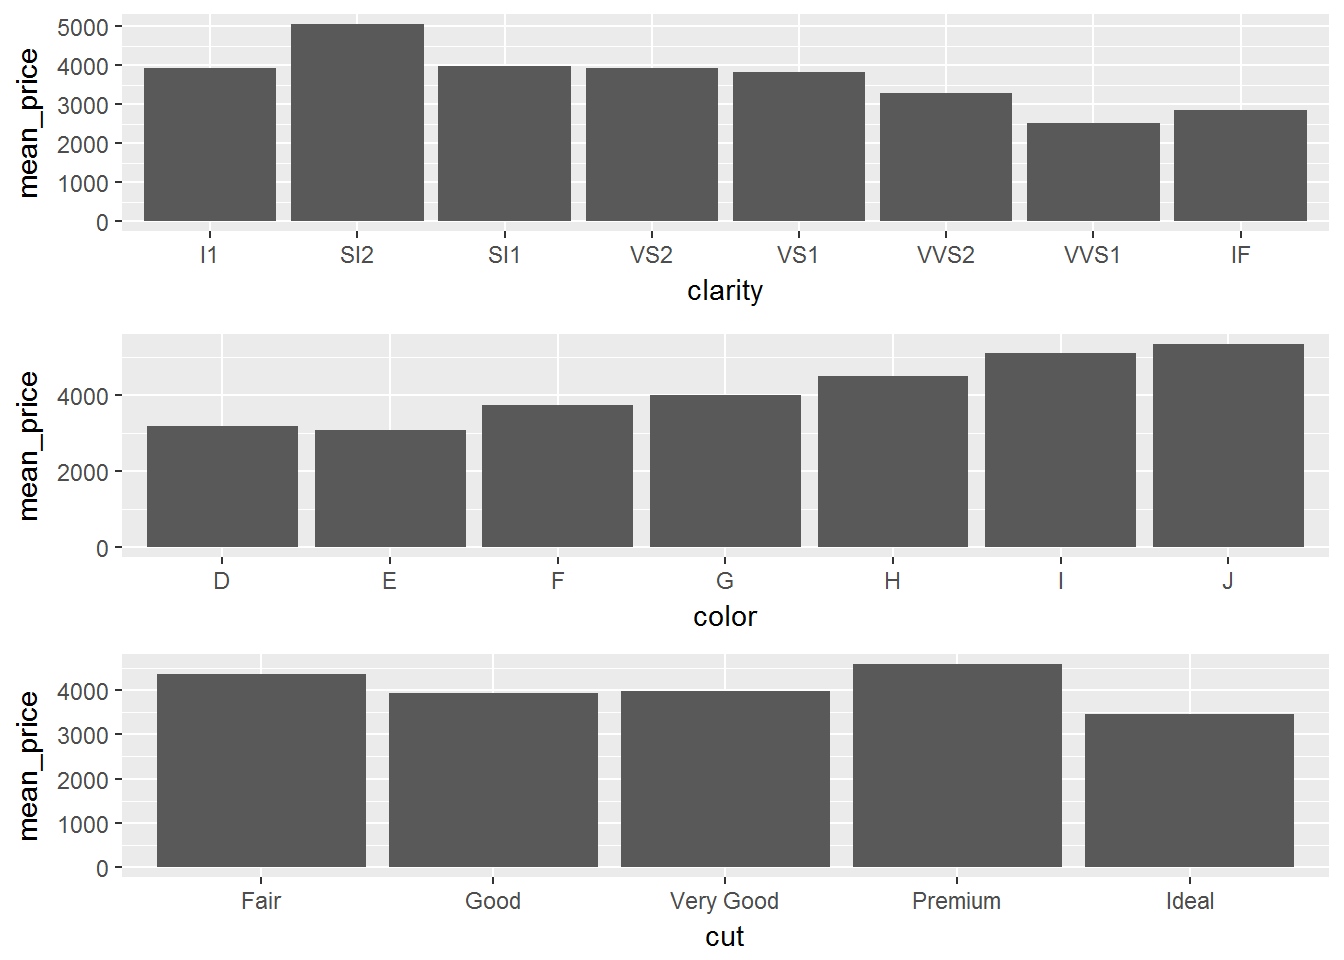 mean_price
5000
4000
3000
2000
1000
0
I1 SI2 SI1 VS2 VS1 VVS2 VVS1 IF
clarity
mean_price
4000
2000
0
D E F G H I J
color
mean_price
4000
3000
2000
1000
0
Fair Good Very Good Premium Ideal
cut